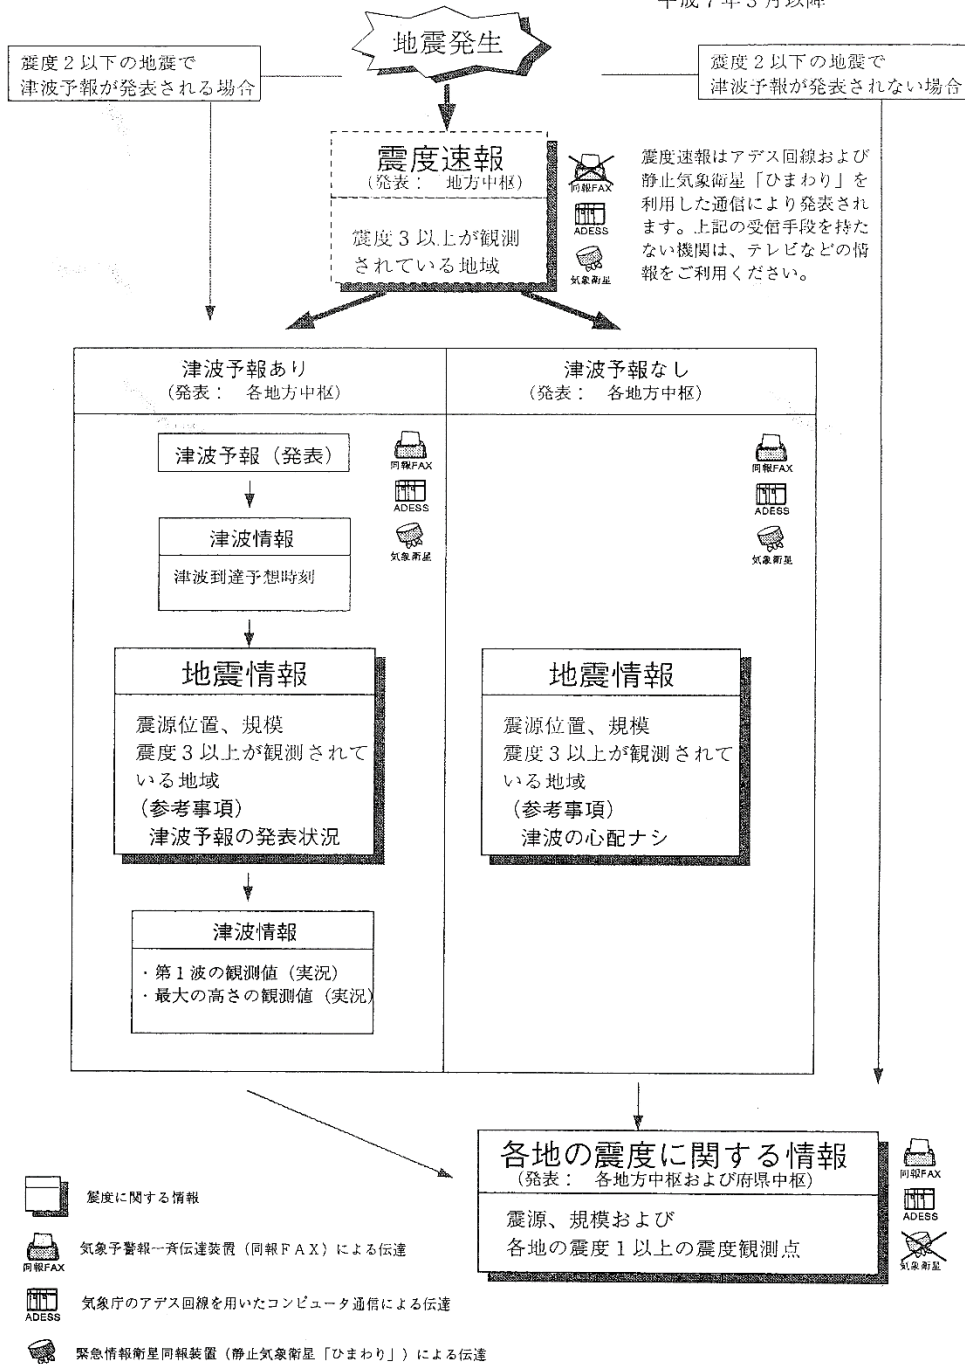 平成７年３月以降
地震発生
震度２以下の地震で
津波予報が発表される場合
震度２以下の地震で
津波予報が発表されない場合
震度速報
(発表：　地方中枢)
震度３以上が観測
されている地域
同報FAX
ADESS
気象衛星
震度速報はアデス回線および
静止気象衛星「ひまわり」を
利用した通信により発表され
ます。上記の受信手段を持た
ない機関は、テレビなどの情
報をご利用ください。
津波予報あり
(発表：　各地方中枢)
津波予報なし
(発表：　各地方中枢)
津波予報（発表）
同報FAX
ADESS
気象衛星
津波情報
津波到達予想時刻
同報FAX
ADESS
気象衛星
地震情報
震源位置、規模
震度３以上が観測されて
いる地域
（参考事項）
津波予報の発表状況
地震情報
震源位置、規模
震度３以上が観測されて
いる地域
（参考事項）
津波の心配ナシ
津波情報
・第１波の観測値（実況）
・最大の高さの観測値（実況）
各地の震度に関する情報
(発表：　各地方中枢および府県中枢)
震源、規模および
各地の震度１以上の震度観測点
同報FAX
ADESS
気象衛星
震度に関する情報
同報FAX
気象予警報一斉伝達装置（同報ＦＡＸ）による伝達
ADESS
気象庁のアデス回線を用いたコンピュータ通信による伝達
緊急情報衛星同報装置（静止気象衛星「ひまわり」）による伝達